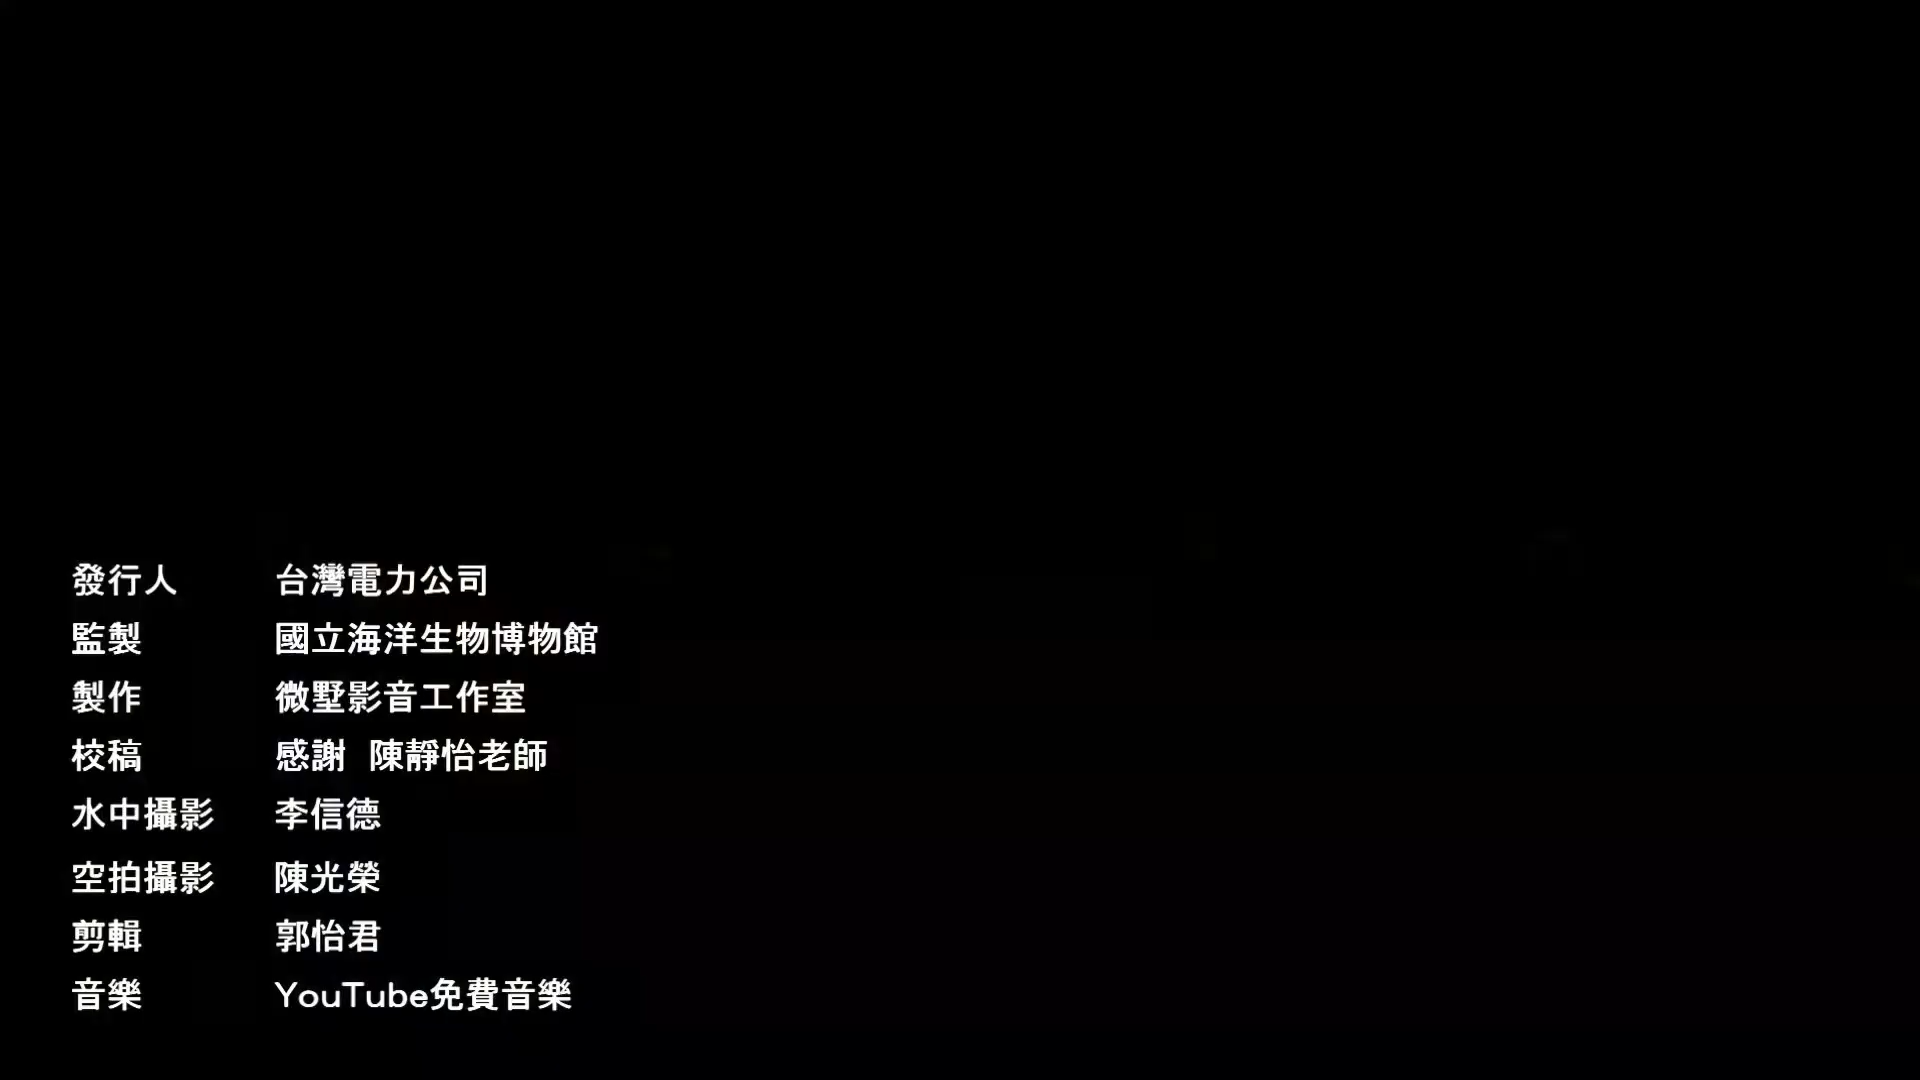 發行人 台灣電力公司
監製 國立海洋生物博物館
製作 微墅影音工作室
校稿 感謝 陳靜怡老師
水中攝影 李信德
空拍攝影 陳光榮
剪輯 郭怡君
音樂 YouTube免費音樂